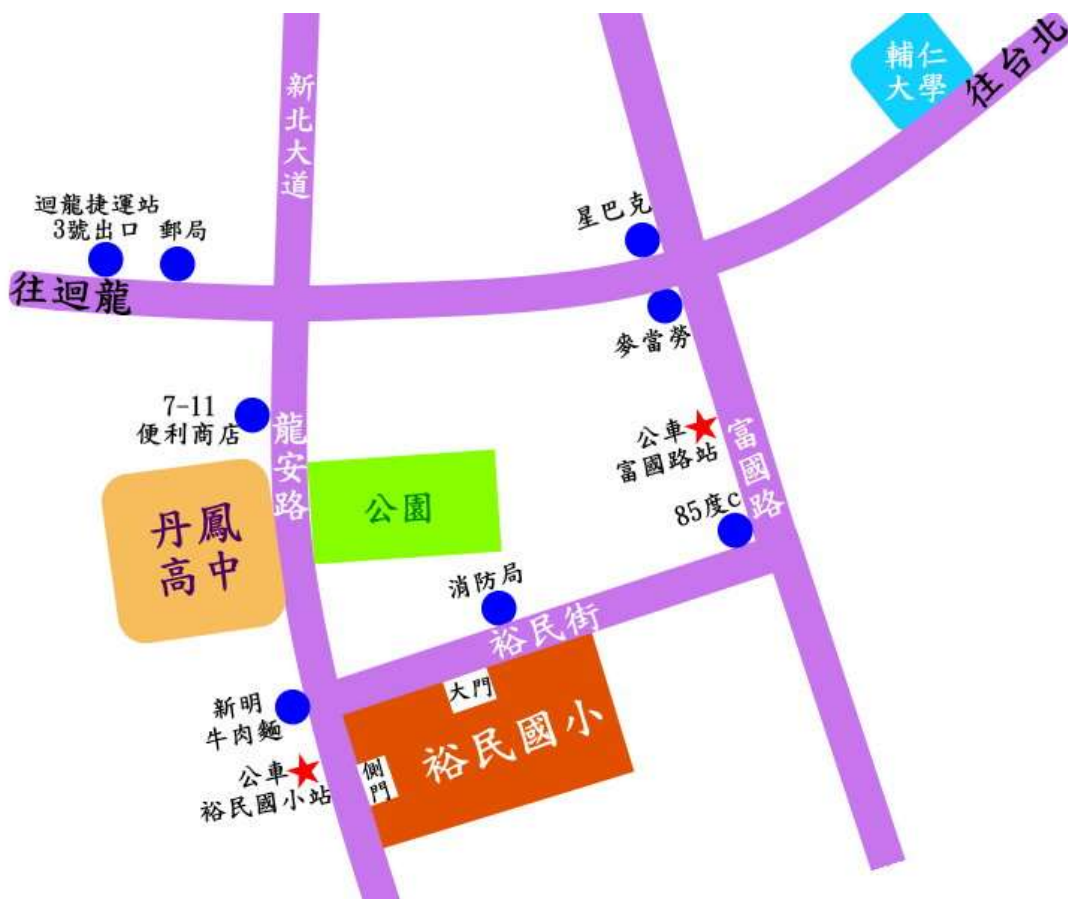 輔仁
大學
往台北
新北大道
迴龍捷運站
3號出口
郵局
往迴龍
星巴克
麥當勞
7-11
便利商店
龍安路
公車
富國路站
富國路
丹鳳
高中
公園
85度c
消防局
裕民街
大門
新明
牛肉麵
裕民國小
公車
裕民國小站
側門